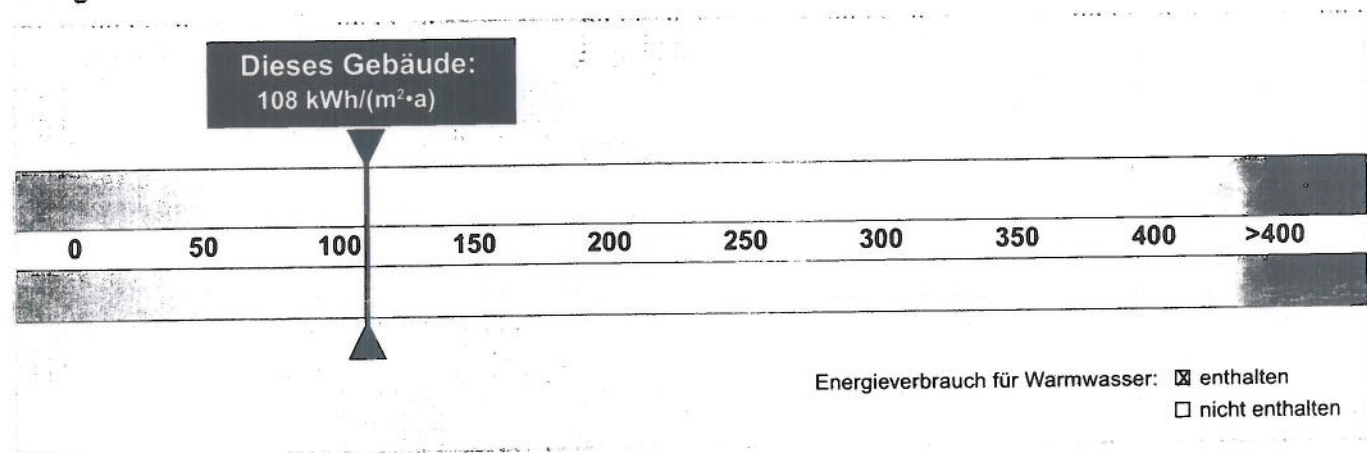 Dieses Gebäude:
108 kWh/(m²•a)
0 50 100 150 200 250 300 350 400 >400
Energieverbrauch für Warmwasser: ☒ enthalten
☐ nicht enthalten